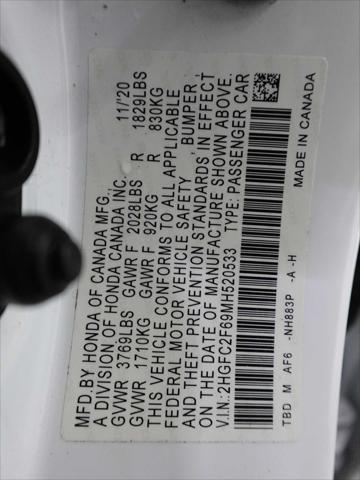 MFD. BY HONDA OF CANADA MFG.,
A DIVISION OF HONDA CANADA INC. 11/'20
GVWR 3769LBS GAWR F 2028LBS R 1829LBS
GVWR 1710KG GAWR F 920KG R 830KG
THIS VEHICLE CONFORMS TO ALL APPLICABLE
FEDERAL MOTOR VEHICLE SAFETY BUMPER,
AND THEFT PREVENTION STANDARDS IN EFFECT
ON THE DATE OF MANUFACTURE SHOWN ABOVE.
V.I.N.: 2HGFC2F69MH520533 TYPE: PASSENGER CAR
TBD M AF6 -NH883P -A -H
MADE IN CANADA